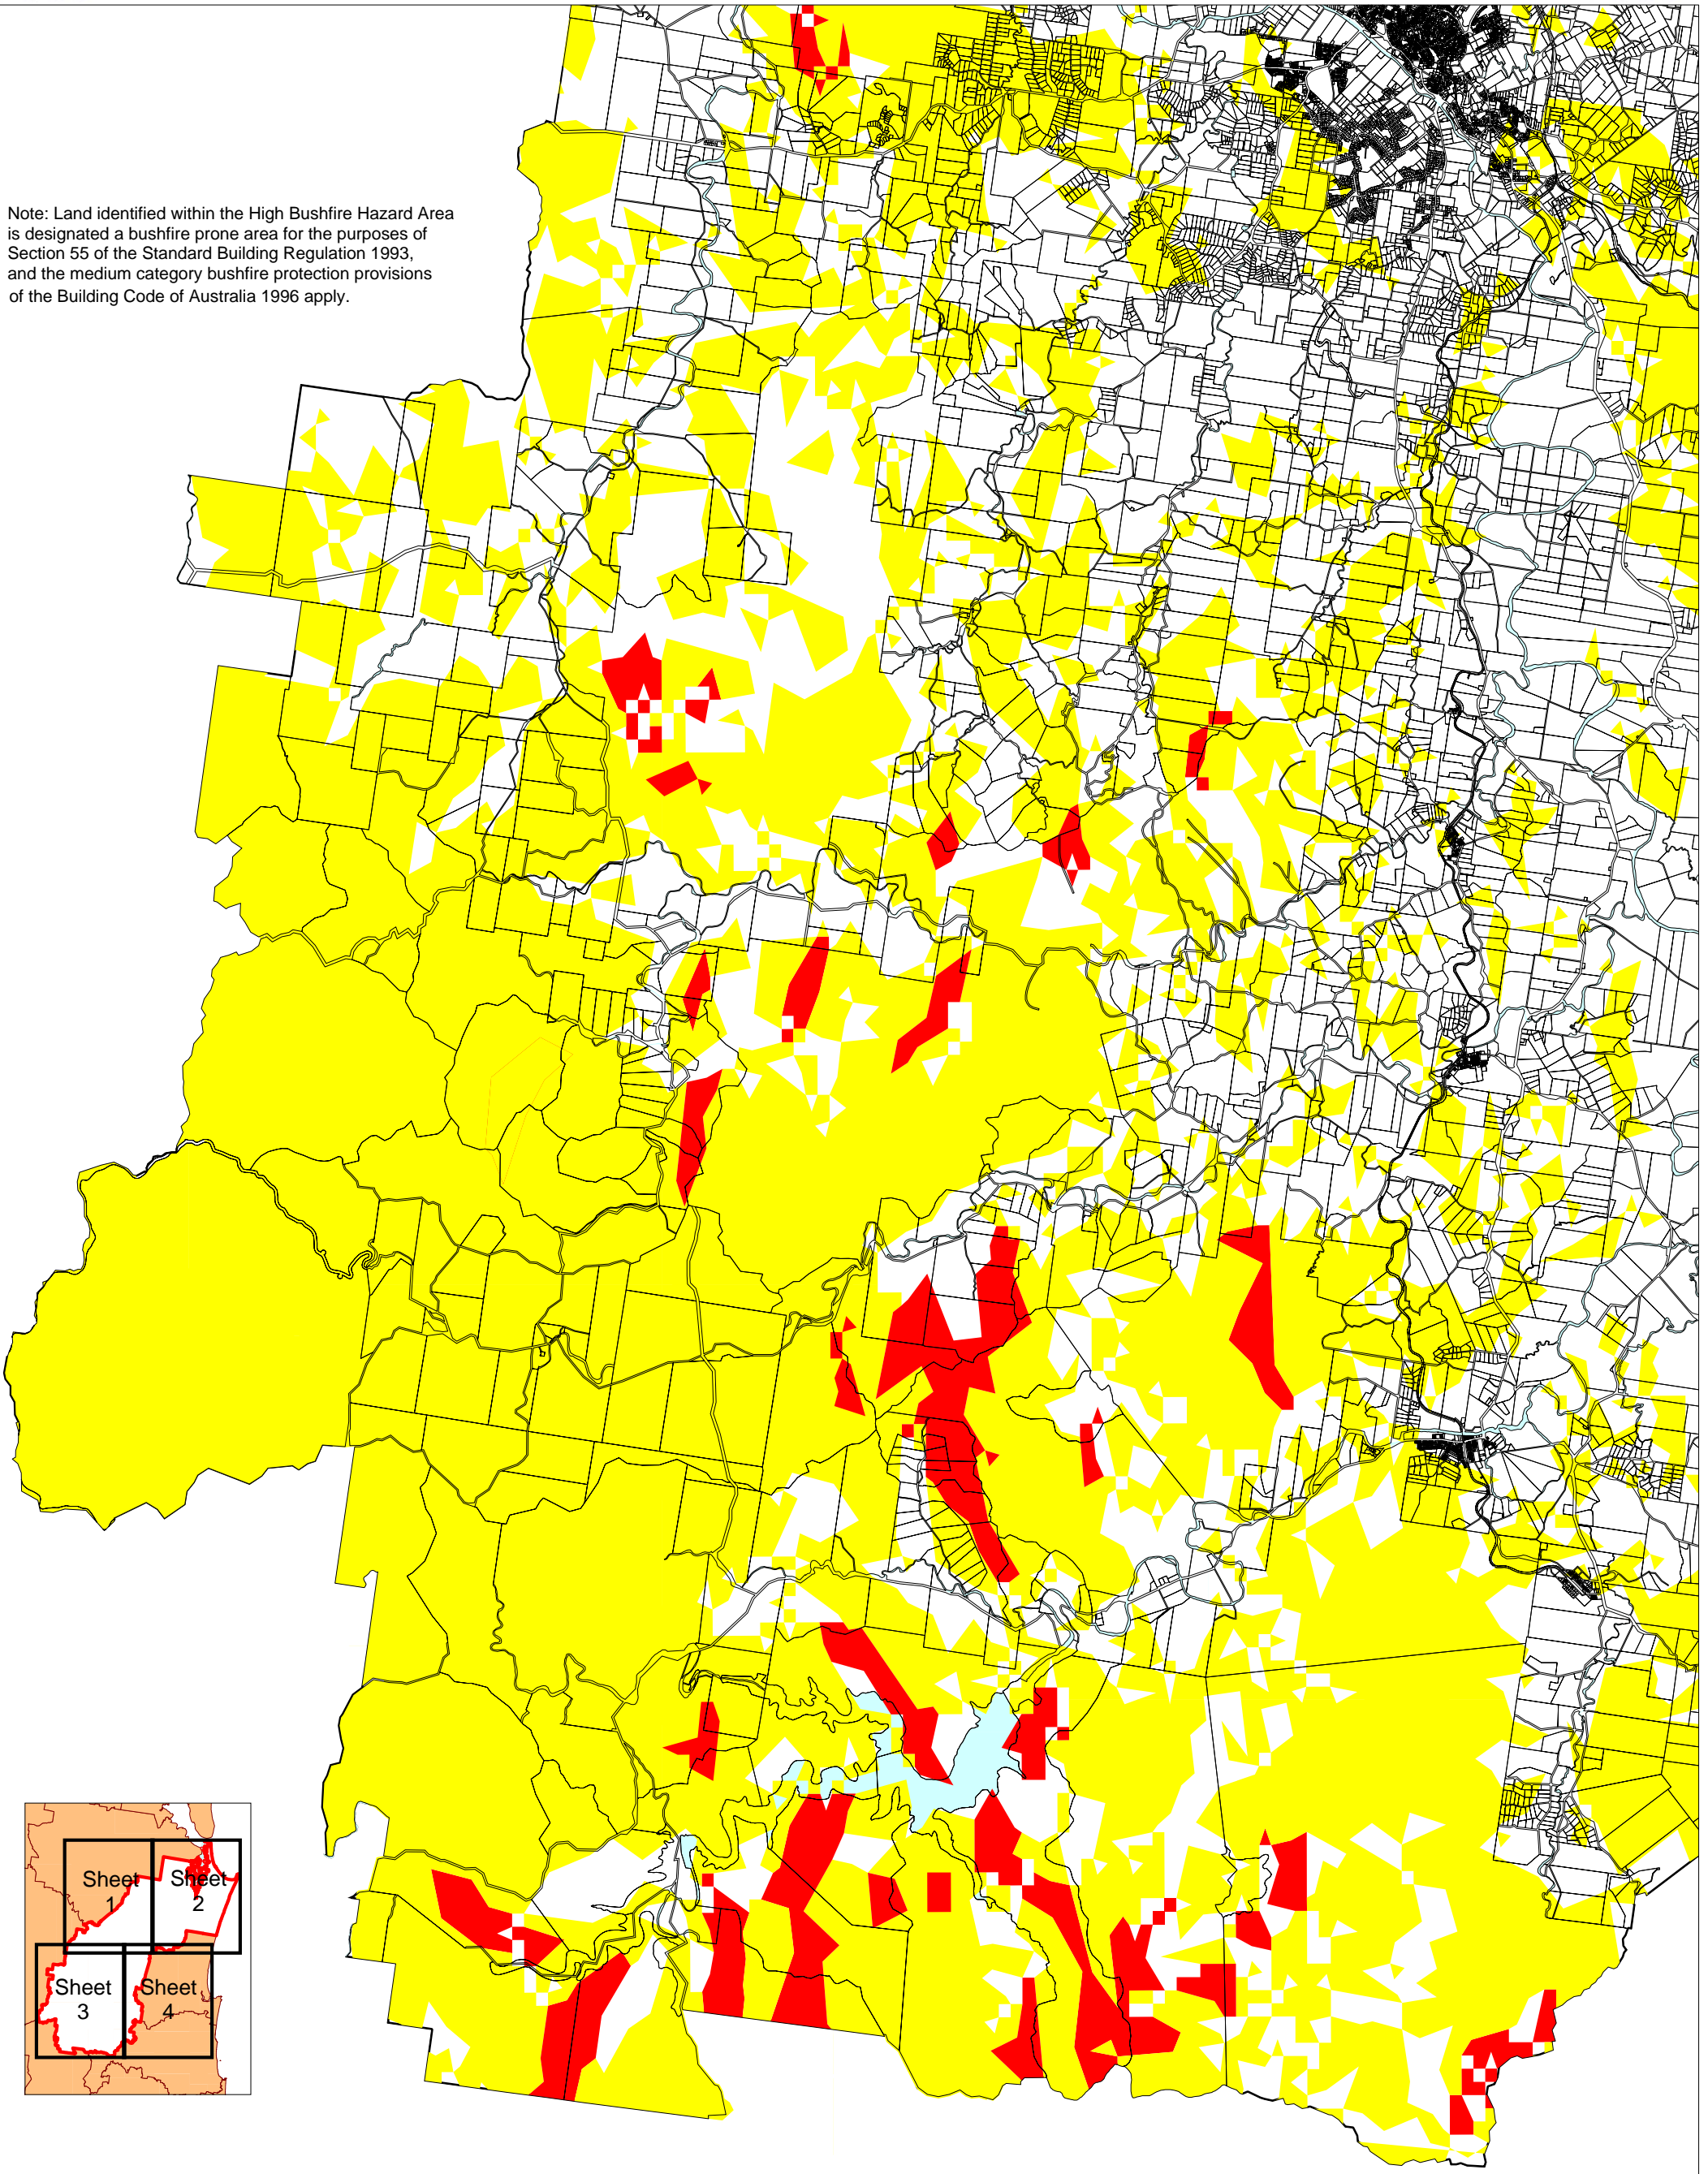 Note: Land identified within the High Bushfire Hazard Area
is designated a bushfire prone area for the purposes of
Section 55 of the Standard Building Regulation 1993,
and the medium category bushfire protection provisions
of the Building Code of Australia 1996 apply.
Sheet
1
Sheet
2
Sheet
3
Sheet
4